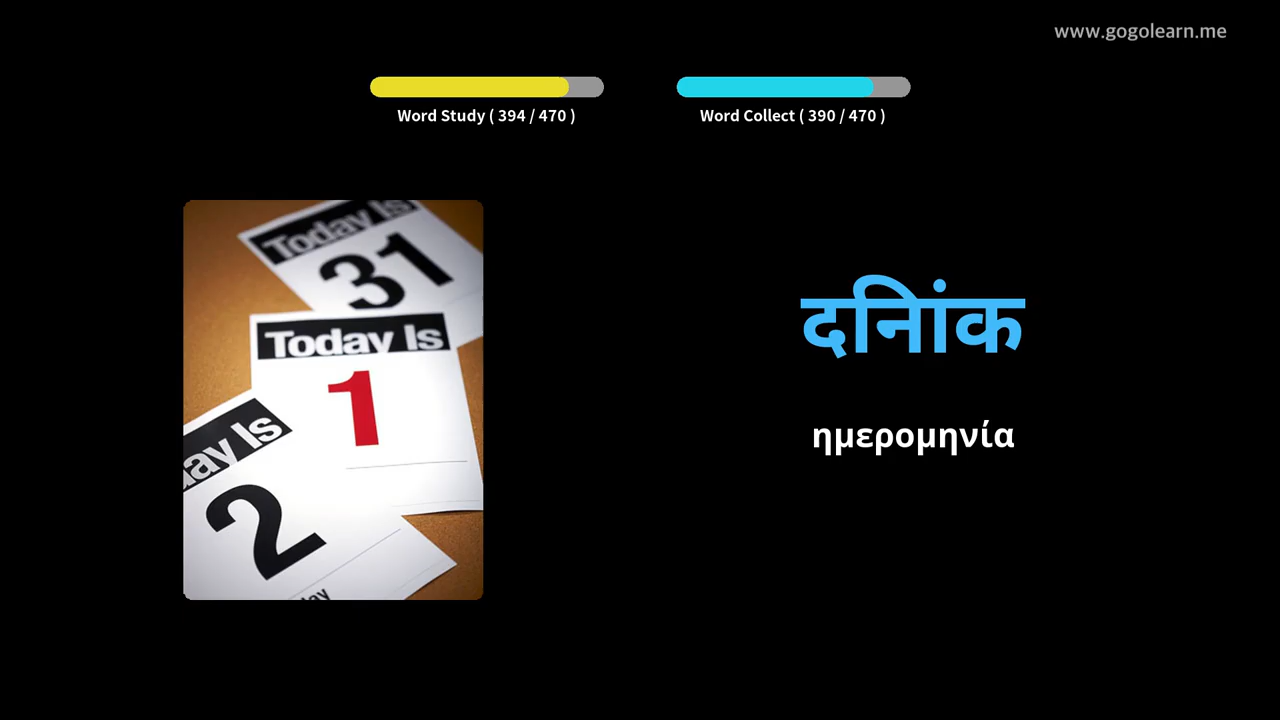 www.gogolearn.me
Word Study ( 394 / 470 )
Word Collect ( 390 / 470 )
Today Is
31
Today Is
1
ay Is
2
day
दनिांक
ημερομηνία